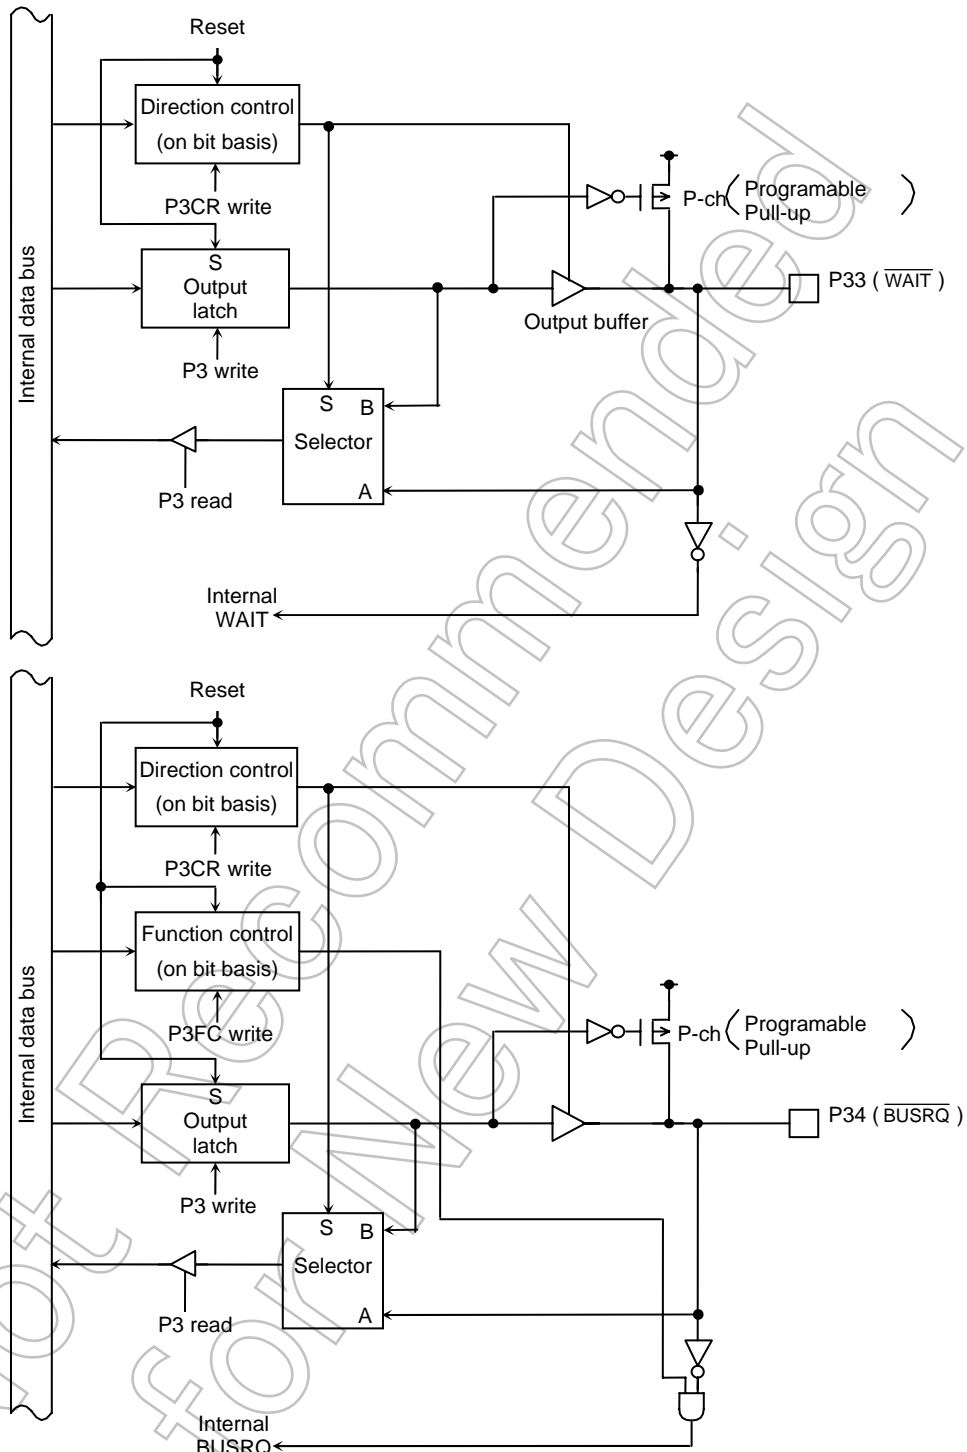 Reset
Direction control
(on bit basis)
P3CR write
P-ch
Programable
Pull-up
S
Output
latch
P33 ( WAIT )
Output buffer
P3 write
Internal data bus
S B
Selector
A
P3 read
Internal
WAIT
Reset
Direction control
(on bit basis)
P3CR write
Function control
(on bit basis)
P3FC write
P-ch
Programable
Pull-up
S
Output
latch
P34 ( BUSRQ )
P3 write
Internal data bus
S B
Selector
A
P3 read
Internal
BUSRQ
Not Recommended
for New Design